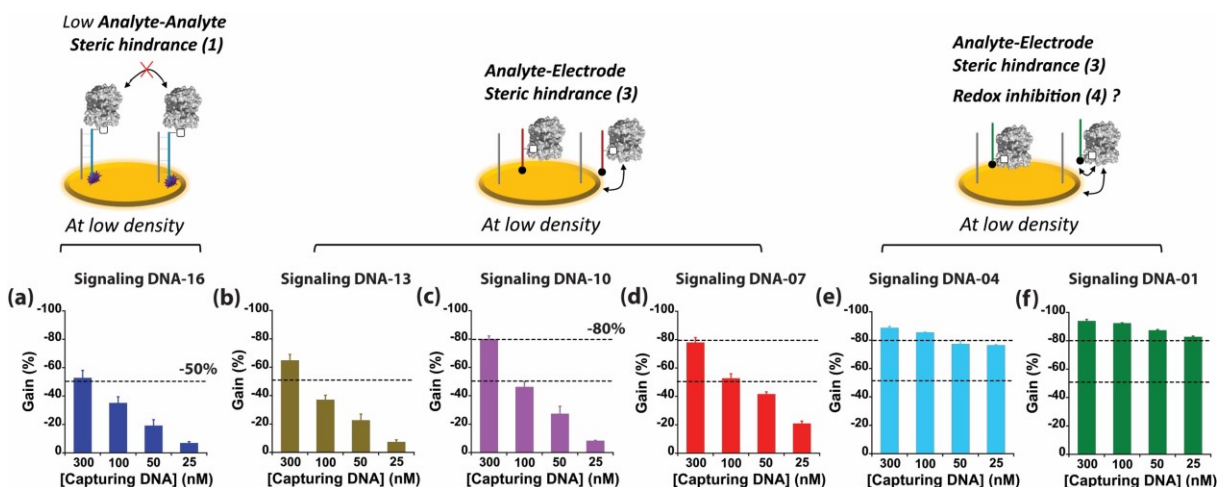 Low Analyte-Analyte
Steric hindrance (1)
At low density
Analyte-Electrode
Steric hindrance (3)
At low density
Analyte-Electrode
Steric hindrance (3)
Redox inhibition (4) ?
At low density
(a)
Signaling DNA-16
Gain (%)
-100
-80
-60
-40
-20
0
-50%
300 100 50 25
[Capturing DNA] (nM)
(b)
Signaling DNA-13
Gain (%)
-100
-80
-60
-40
-20
0
300 100 50 25
[Capturing DNA] (nM)
(c)
Signaling DNA-10
Gain (%)
-100
-80
-60
-40
-20
0
-80%
300 100 50 25
[Capturing DNA] (nM)
(d)
Signaling DNA-07
Gain (%)
-100
-80
-60
-40
-20
0
300 100 50 25
[Capturing DNA] (nM)
(e)
Signaling DNA-04
Gain (%)
-100
-80
-60
-40
-20
0
300 100 50 25
[Capturing DNA] (nM)
(f)
Signaling DNA-01
Gain (%)
-100
-80
-60
-40
-20
0
300 100 50 25
[Capturing DNA] (nM)